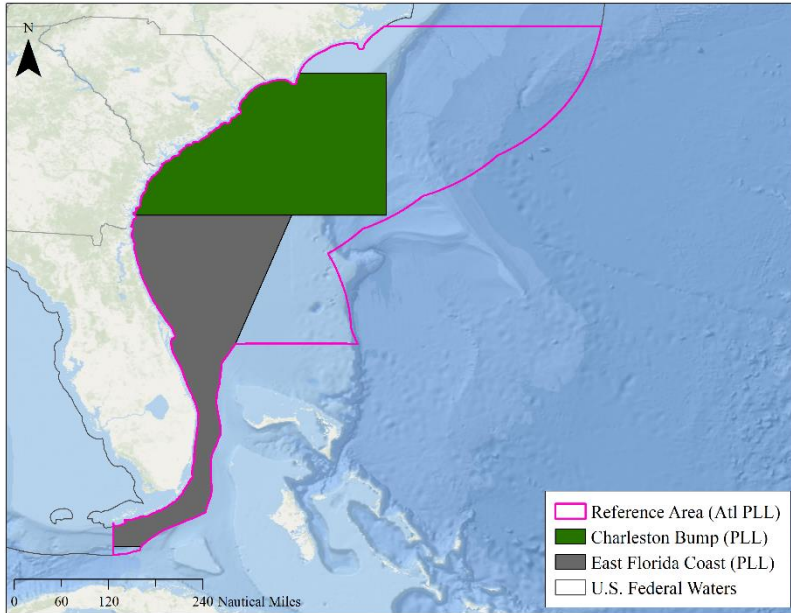 N
Reference Area (Atl PLL)
Charleston Bump (PLL)
East Florida Coast (PLL)
U.S. Federal Waters
0 60 120 240 Nautical Miles